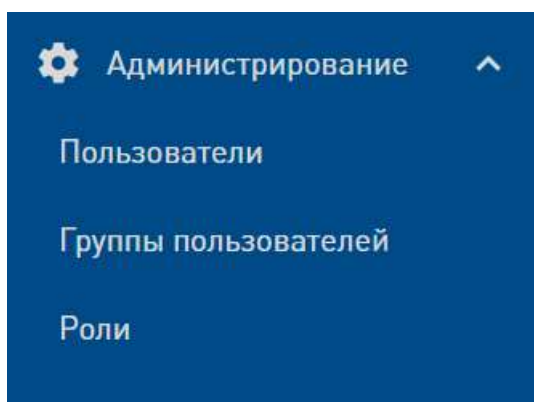 Администрирование
Пользователи
Группы пользователей
Роли